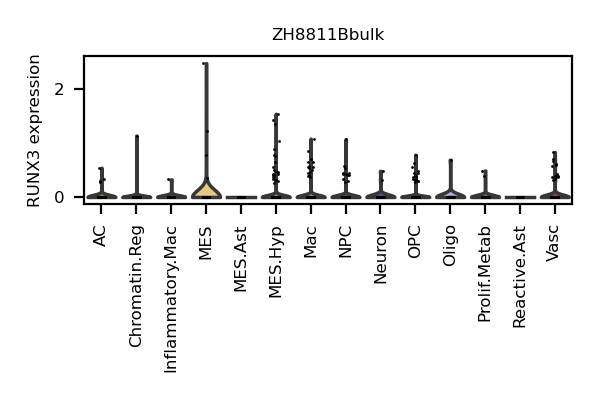 ZH8811Bbulk
RUNX3 expression
2
0
AC
Chromatin.Reg
Inflammatory.Mac
MES
MES.Ast
MES.Hyp
Mac
NPC
Neuron
OPC
Oligo
Prolif.Metab
Reactive.Ast
Vasc